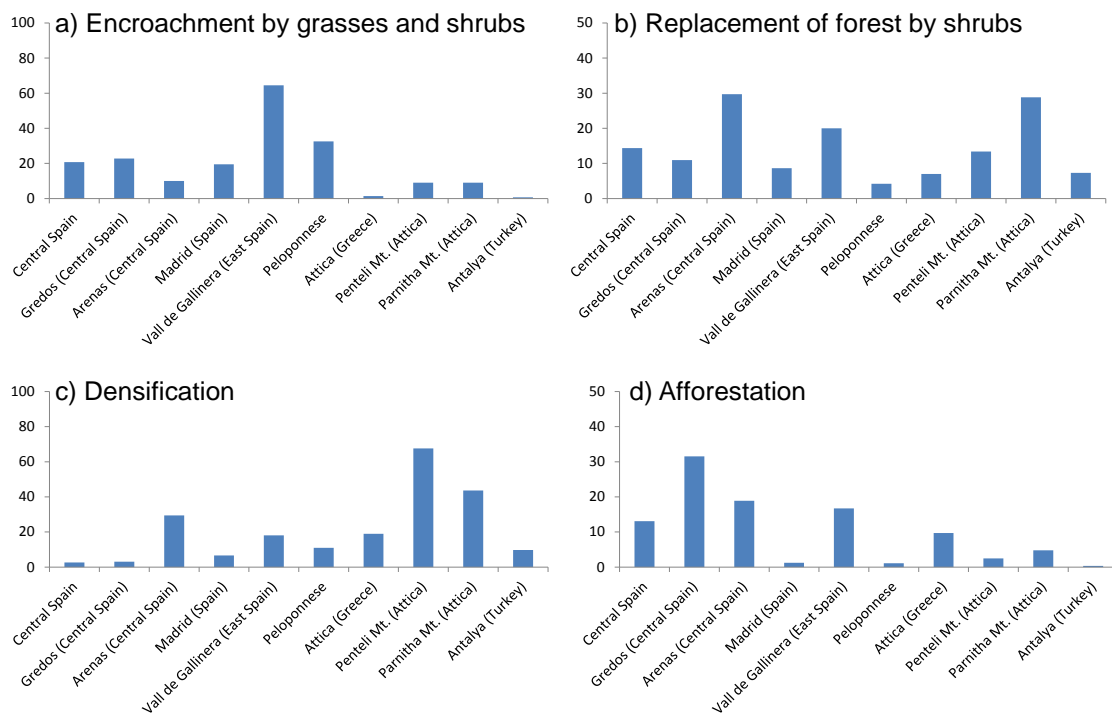 a) Encroachment by grasses and shrubs
100
80
60
40
20
0
Central Spain
Gredos (Central Spain)
Arenas (Central Spain)
Madrid (Spain)
Vall de Gallinera (East Spain)
Peloponnese
Attica (Greece)
Penteli Mt. (Attica)
Parnitha Mt. (Attica)
Antalya (Turkey)
b) Replacement of forest by shrubs
50
40
30
20
10
0
Central Spain
Gredos (Central Spain)
Arenas (Central Spain)
Madrid (Spain)
Vall de Gallinera (East Spain)
Peloponnese
Attica (Greece)
Penteli Mt. (Attica)
Parnitha Mt. (Attica)
Antalya (Turkey)
c) Densification
100
80
60
40
20
0
Central Spain
Gredos (Central Spain)
Arenas (Central Spain)
Madrid (Spain)
Vall de Gallinera (East Spain)
Peloponnese
Attica (Greece)
Penteli Mt. (Attica)
Parnitha Mt. (Attica)
Antalya (Turkey)
d) Afforestation
50
40
30
20
10
0
Central Spain
Gredos (Central Spain)
Arenas (Central Spain)
Madrid (Spain)
Vall de Gallinera (East Spain)
Peloponnese
Attica (Greece)
Penteli Mt. (Attica)
Parnitha Mt. (Attica)
Antalya (Turkey)